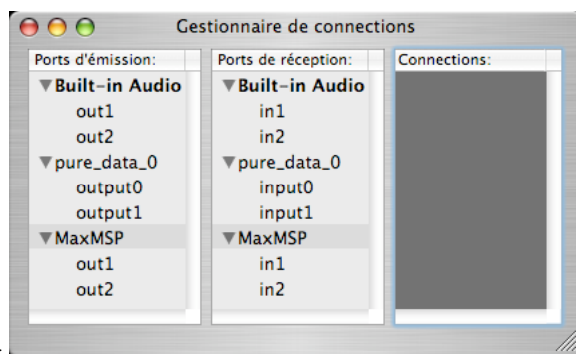 Gestionnaire de connections
Ports d'émission:
Built-in Audio
out1
out2
pure_data_0
output0
output1
MaxMSP
out1
out2
Ports de réception:
Built-in Audio
in1
in2
pure_data_0
input0
input1
MaxMSP
in1
in2
Connections: